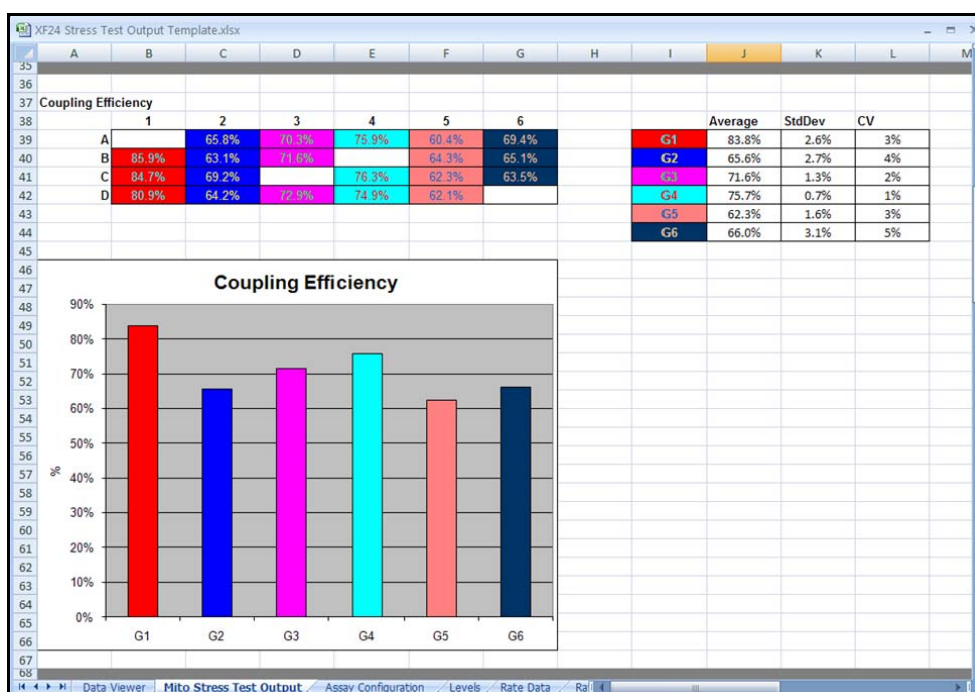 XF24 Stress Test Output Template.xlsx
A B C D E F G H I J K L M
35
36
37 Coupling Efficiency
38 1 2 3 4 5 6 Average StdDev CV
39 A 65.8% 70.3% 75.9% 60.4% 69.4% G1 83.8% 2.6% 3%
40 B 85.9% 63.1% 71.6% 64.3% 65.1% G2 65.6% 2.7% 4%
41 C 84.7% 69.2% 76.3% 62.3% 63.5% G3 71.6% 1.3% 2%
42 D 80.9% 64.2% 72.9% 74.9% 62.1% G4 75.7% 0.7% 1%
43 G5 62.3% 1.6% 3%
44 G6 66.0% 3.1% 5%
45
46
47 Coupling Efficiency
48 90%
49
50 80%
51
52 70%
53 60%
54
55 50%
56
57 % 40%
58
59 30%
60
61 20%
62
63 10%
64
65 0%
66 G1 G2 G3 G4 G5 G6
67
68
Data Viewer Mito Stress Test Output Assay Configuration Levels Rate Data Ra